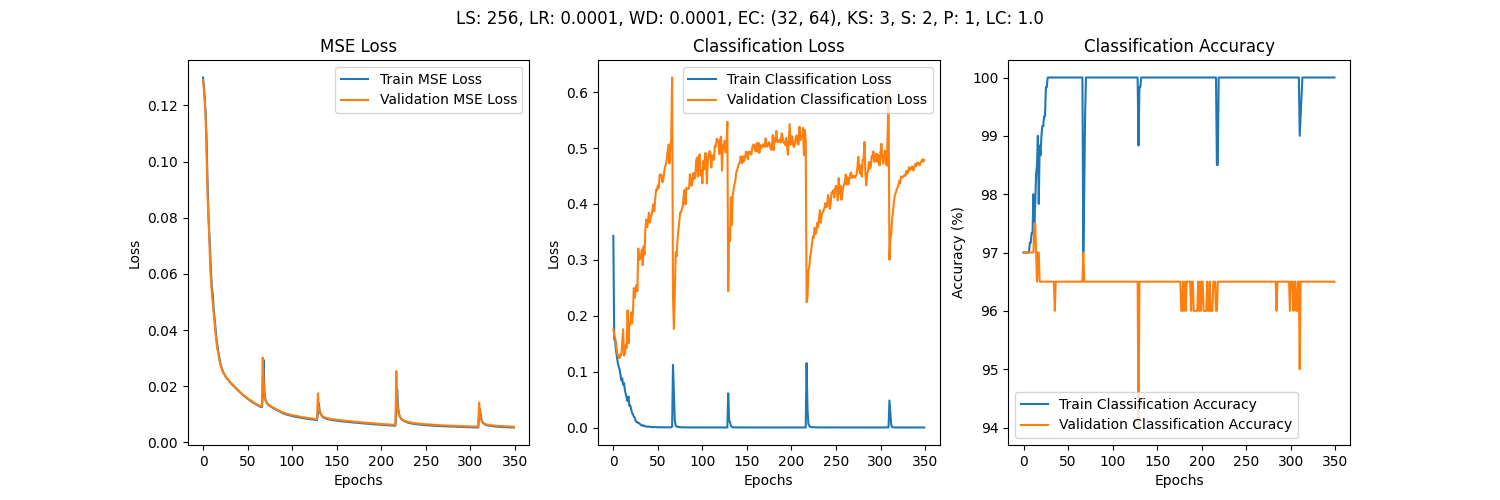 LS: 256, LR: 0.0001, WD: 0.0001, EC: (32, 64), KS: 3, S: 2, P: 1, LC: 1.0
MSE Loss
Train MSE Loss
Validation MSE Loss
0.12
0.10
0.08
0.06
0.04
0.02
0.00
Loss
0 50 100 150 200 250 300 350
Epochs
Classification Loss
Train Classification Loss
Validation Classification Loss
0.6
0.5
0.4
0.3
0.2
0.1
0.0
Loss
0 50 100 150 200 250 300 350
Epochs
Classification Accuracy
100
99
98
97
96
95
94
Accuracy (%)
Train Classification Accuracy
Validation Classification Accuracy
0 50 100 150 200 250 300 350
Epochs